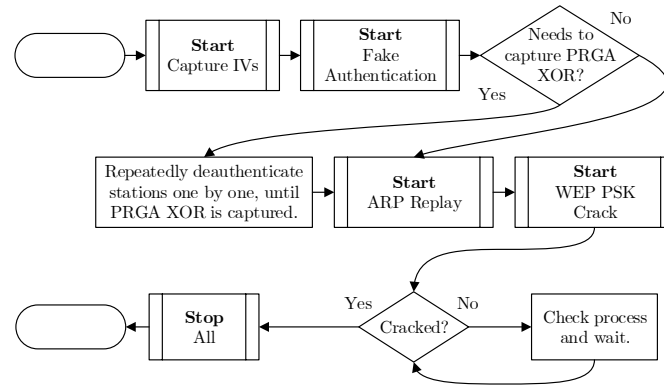 Start
Capture IVs
Start
Fake
Authentication
Needs to
capture PRGA
XOR?
No
Yes
Repeatedly deauthenticate
stations one by one, until
PRGA XOR is captured.
Start
ARP Replay
Start
WEP PSK
Crack
Stop
All
Yes
Cracked?
No
Check process
and wait.